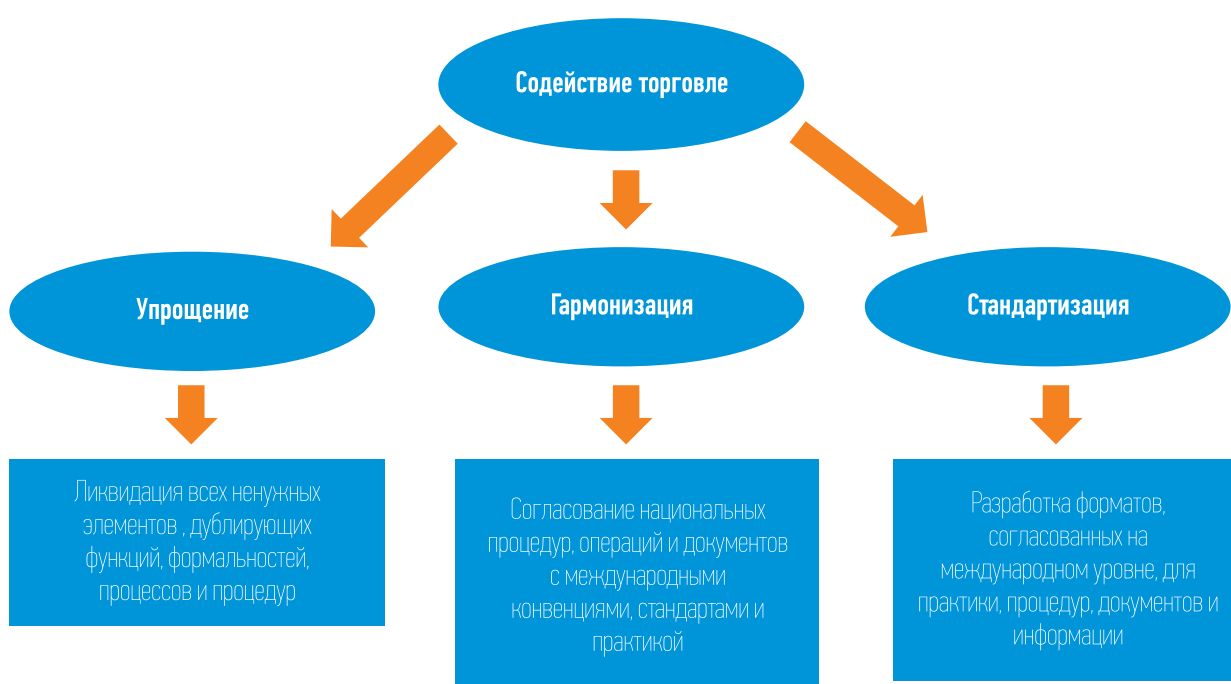 Содействие торговле
Упрощение
Гармонизация
Стандартизация
Ликвидация всех ненужных
элементов , дублирующих
функций, формальностей,
процессов и процедур
Согласование национальных
процедур, операций и документов
с международными
конвенциями, стандартами и
практикой
Разработка форматов,
согласованных на
международном уровне, для
практики, процедур, документов и
информации